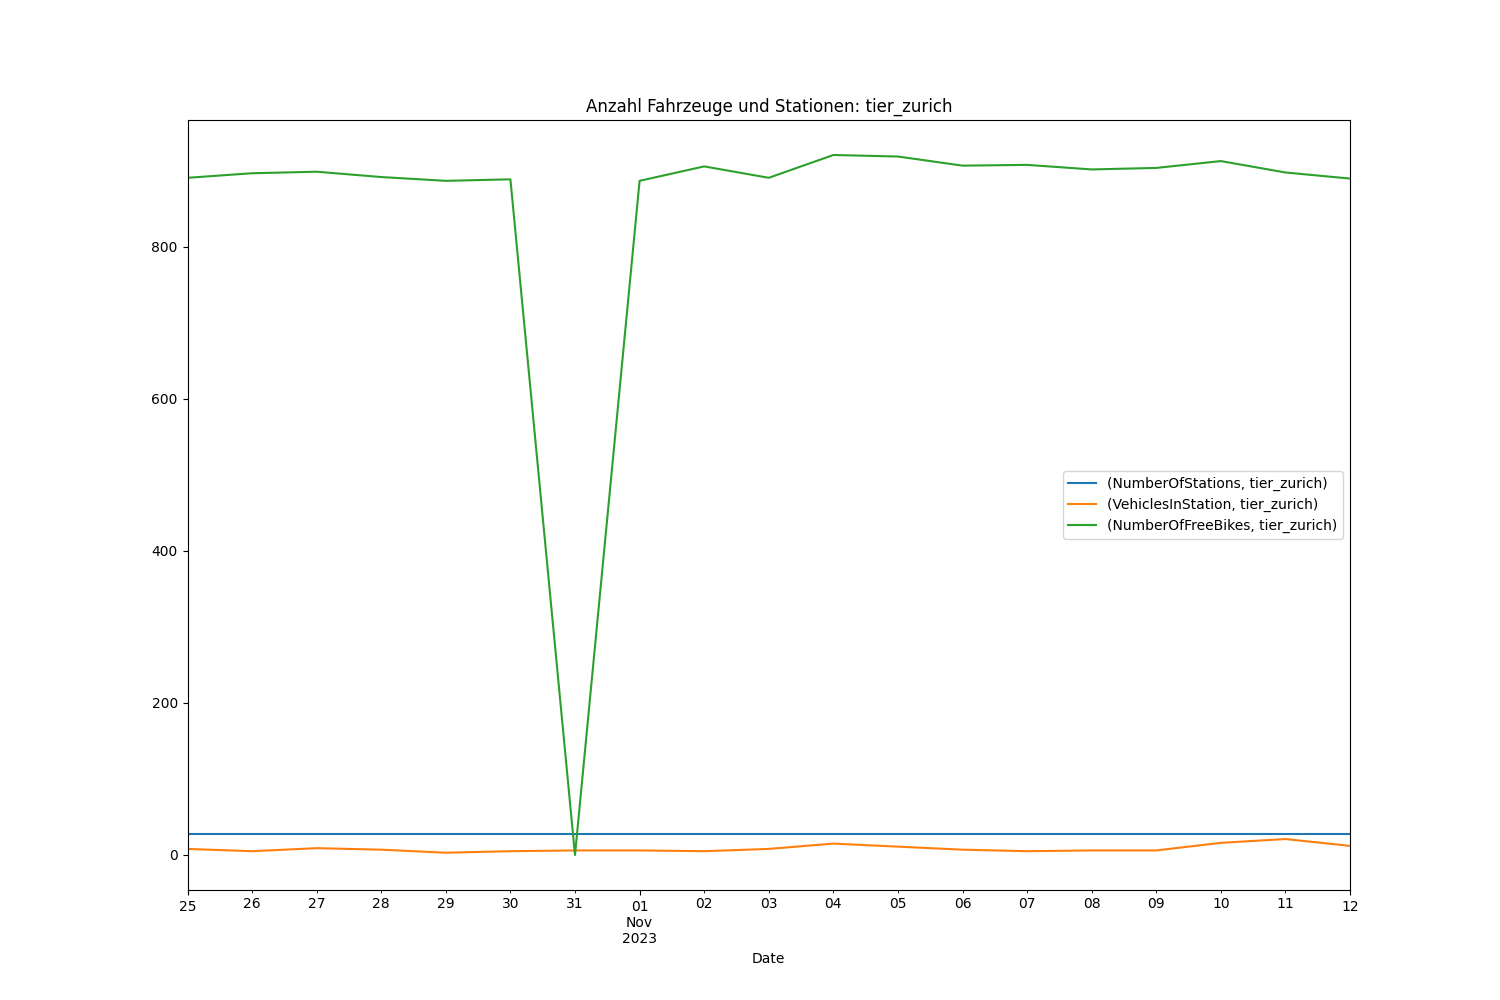 Anzahl Fahrzeuge und Stationen: tier_zurich
800
600
400
200
0
(NumberOfStations, tier_zurich)
(VehiclesInStation, tier_zurich)
(NumberOfFreeBikes, tier_zurich)
25 26 27 28 29 30 31 01 02 03 04 05 06 07 08 09 10 11 12
Nov
2023
Date